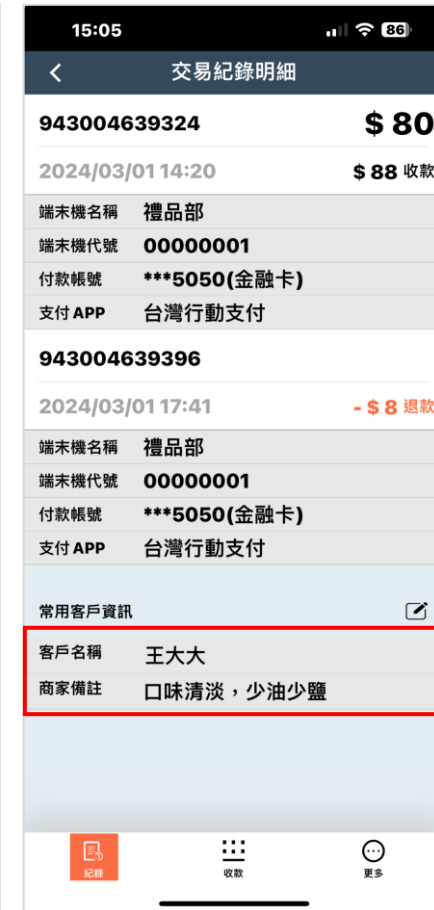 15:05 86
交易紀錄明細
943004639324 $ 80
2024/03/01 14:20 $ 88 收款
端末機名稱 禮品部
端末機代號 00000001
付款帳號 ***5050(金融卡)
支付 APP 台灣行動支付
943004639396
2024/03/01 17:41 - $ 8 退款
端末機名稱 禮品部
端末機代號 00000001
付款帳號 ***5050(金融卡)
支付 APP 台灣行動支付
常用客戶資訊
客戶名稱 王大大
商家備註 口味清淡，少油少鹽
紀錄 收款 更多